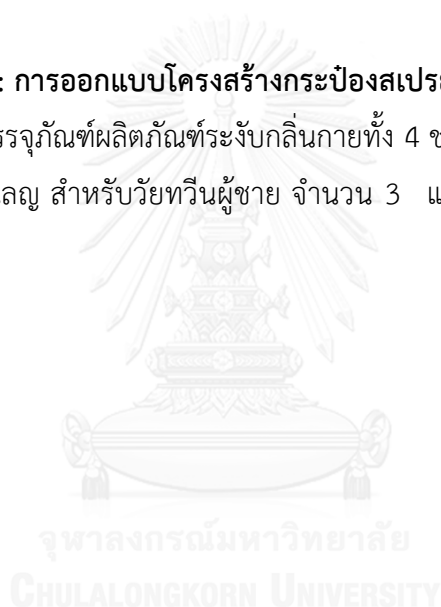 : การออกแบบโครงสร้างกระป๋องสเปร
รรจุภัณฑ์ผลิตภัณฑ์ระงับกลิ่นกายทั้ง 4 ช
เลญ สำหรับวัยทวีนผู้ชาย จำนวน 3 แ
จุฬาลงกรณ์มหาวิทยาลัย
CHULALONGKORN UNIVERSITY